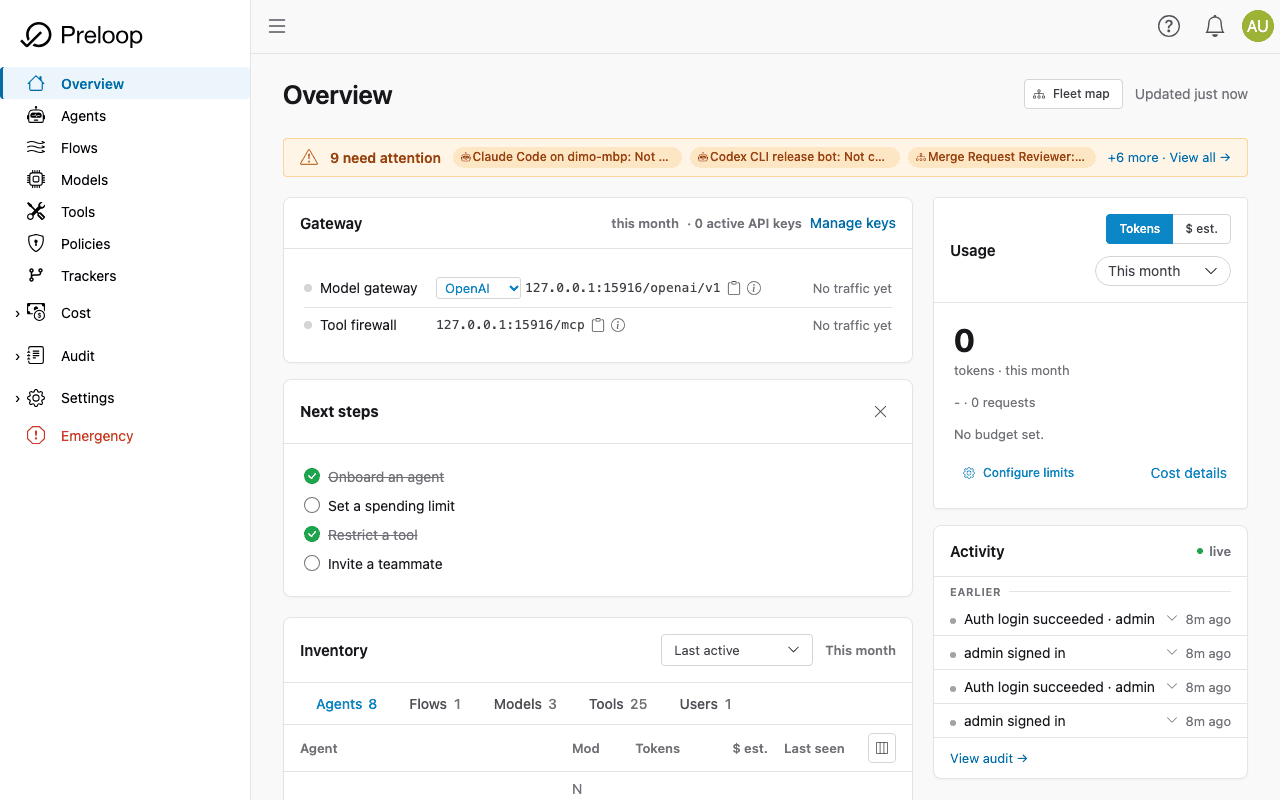 Preloop
AU
Overview
Agents
Flows
Models
Tools
Policies
Trackers
Cost
Audit
Settings
Emergency
Overview
Fleet map
Updated just now
9 need attention
Claude Code on dimo-mbp: Not ...
Codex CLI release bot: Not c...
Merge Request Reviewer:...
+6 more · View all →
Gateway
this month · 0 active API keys Manage keys
Model gateway OpenAI 127.0.0.1:15916/openai/v1 No traffic yet
Tool firewall 127.0.0.1:15916/mcp No traffic yet
Next steps
Onboard an agent
Set a spending limit
Restrict a tool
Invite a teammate
Inventory
Last active
This month
Agents 8 Flows 1 Models 3 Tools 25 Users 1
Agent Mod Tokens $ est. Last seen
N
Usage
Tokens $ est.
This month
0
tokens · this month
- · 0 requests
No budget set.
Configure limits
Cost details
Activity
live
EARLIER
Auth login succeeded · admin 8m ago
admin signed in 8m ago
Auth login succeeded · admin 8m ago
admin signed in 8m ago
View audit →